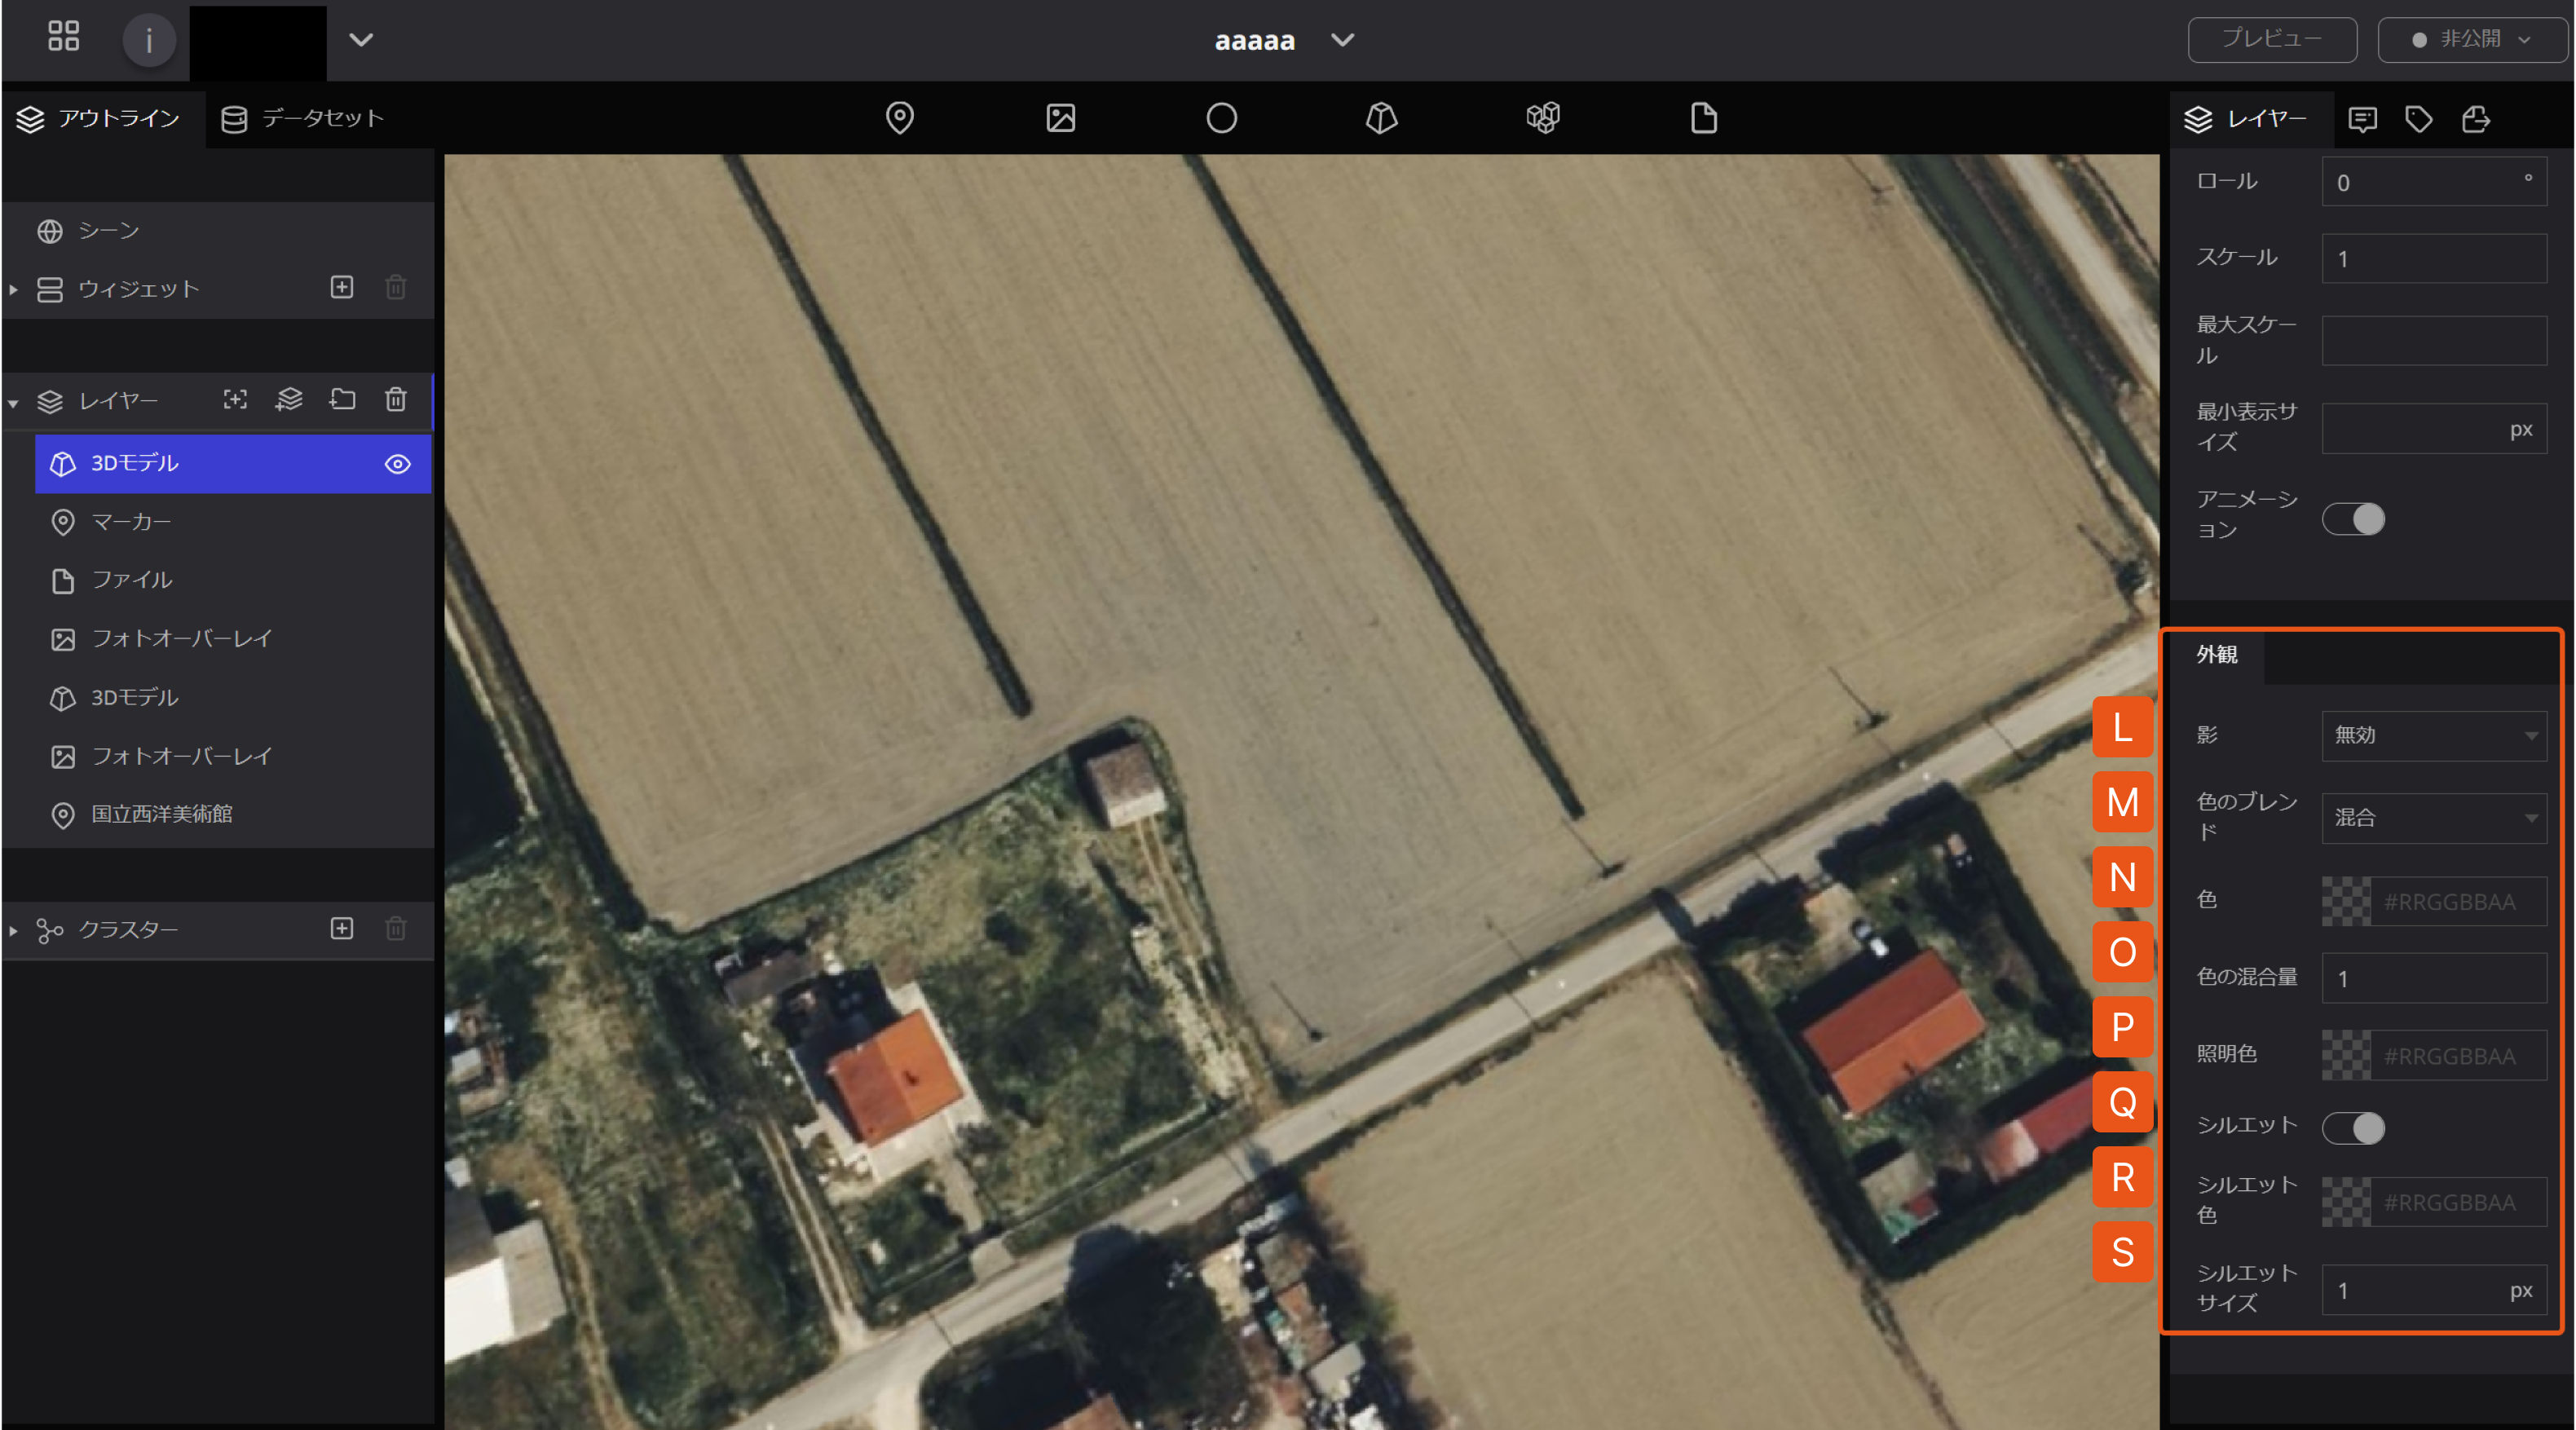 aaaaa
プレビュー
非公開
アウトライン
データセット
レイヤー
シーン
ウィジェット
レイヤー
3Dモデル
マーカー
ファイル
フォトオーバーレイ
3Dモデル
フォトオーバーレイ
国立西洋美術館
クラスター
ロール
0
°
スケール
1
最大スケー
ル
最小表示サ
イズ
px
アニメーシ
ョン
外観
L
影
無効
M
色のブレン
ド
混合
N
色
#RRGGBBAA
O
色の混合量
1
P
照明色
#RRGGBBAA
Q
シルエット
R
シルエット
色
#RRGGBBAA
S
シルエット
サイズ
1
px